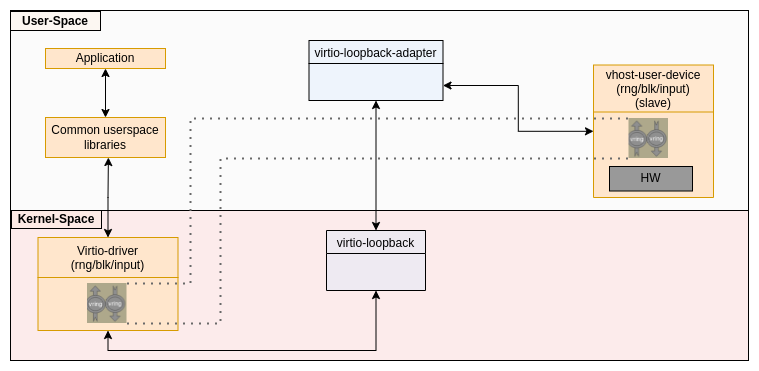 User-Space
Application
Common userspace
libraries
virtio-loopback-adapter
vhost-user-device
(rng/blk/input)
(slave)
vring vring
HW
Kernel-Space
Virtio-driver
(rng/blk/input)
vring vring
virtio-loopback